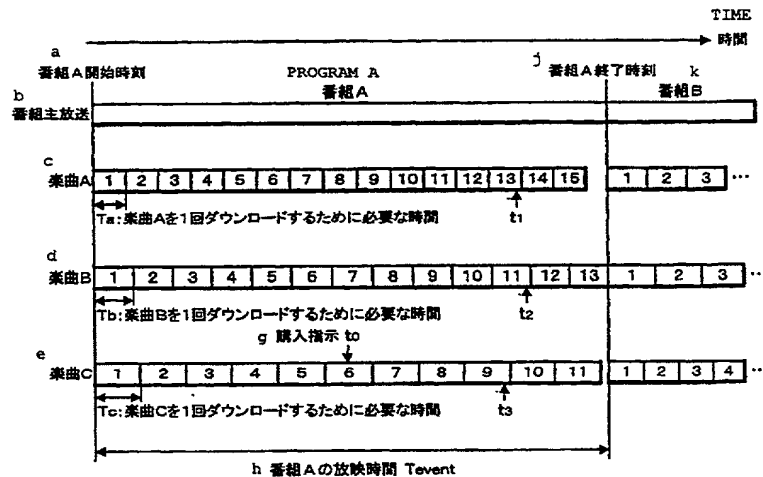 TIME
時間
a
番組A開始時刻
PROGRAM A
番組A
j
番組A終了時刻
k
番組B
b
番組主放送
c
楽曲A
1 2 3 4 5 6 7 8 9 10 11 12 13 14 15 1 2 3 ...
Ta:楽曲Aを1回ダウンロードするために必要な時間
t1
d
楽曲B
1 2 3 4 5 6 7 8 9 10 11 12 13 1 2 3 ..
Tb:楽曲Bを1回ダウンロードするために必要な時間
t2
g 購入指示 to
e
楽曲C
1 2 3 4 5 6 7 8 9 10 11 1 2 3 4 ..
Tc:楽曲Cを1回ダウンロードするために必要な時間
t3
h 番組Aの放映時間 Tevent